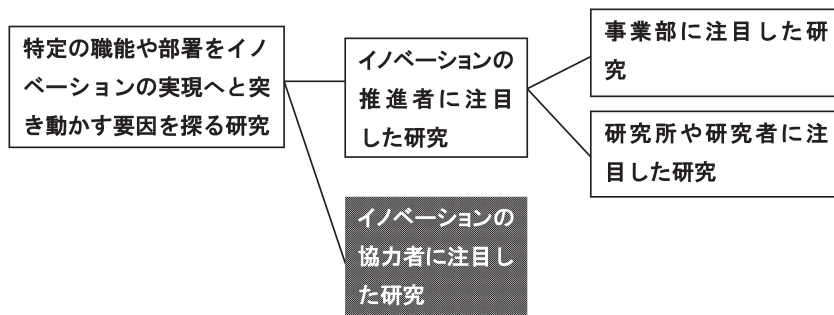 特定の職能や部署をイノ
ベーションの実現へと突
き動かす要因を探る研究
イノベーションの
推進者に注目
した研究
事業部に注目した研
究
研究所や研究者に注
目した研究
イノベーションの
協力者に注目し
た研究